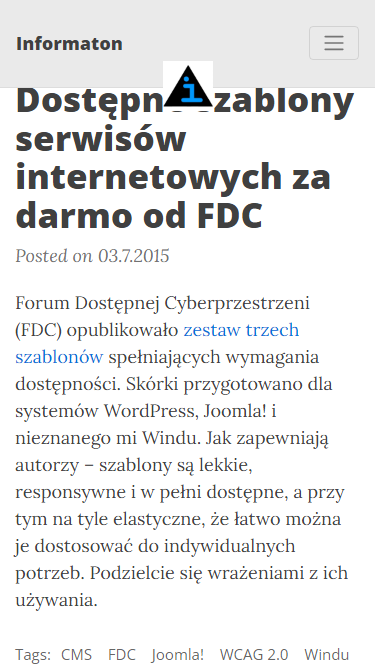 Informaton
Dostępne szablony
serwisów
internetowych za
darmo od FDC
Posted on 03.7.2015
Forum Dostępnej Cyberprzestrzeni
(FDC) opublikowało zestaw trzech
szablonów spełniających wymagania
dostępności. Skórki przygotowano dla
systemów WordPress, Joomla! i
nieznanego mi Windu. Jak zapewniają
autorzy – szablony są lekkie,
responsywne i w pełni dostępne, a przy
tym na tyle elastyczne, że łatwo można
je dostosować do indywidualnych
potrzeb. Podzielcie się wrażeniami z ich
używania.
Tags: CMS FDC Joomla! WCAG 2.0 Windu